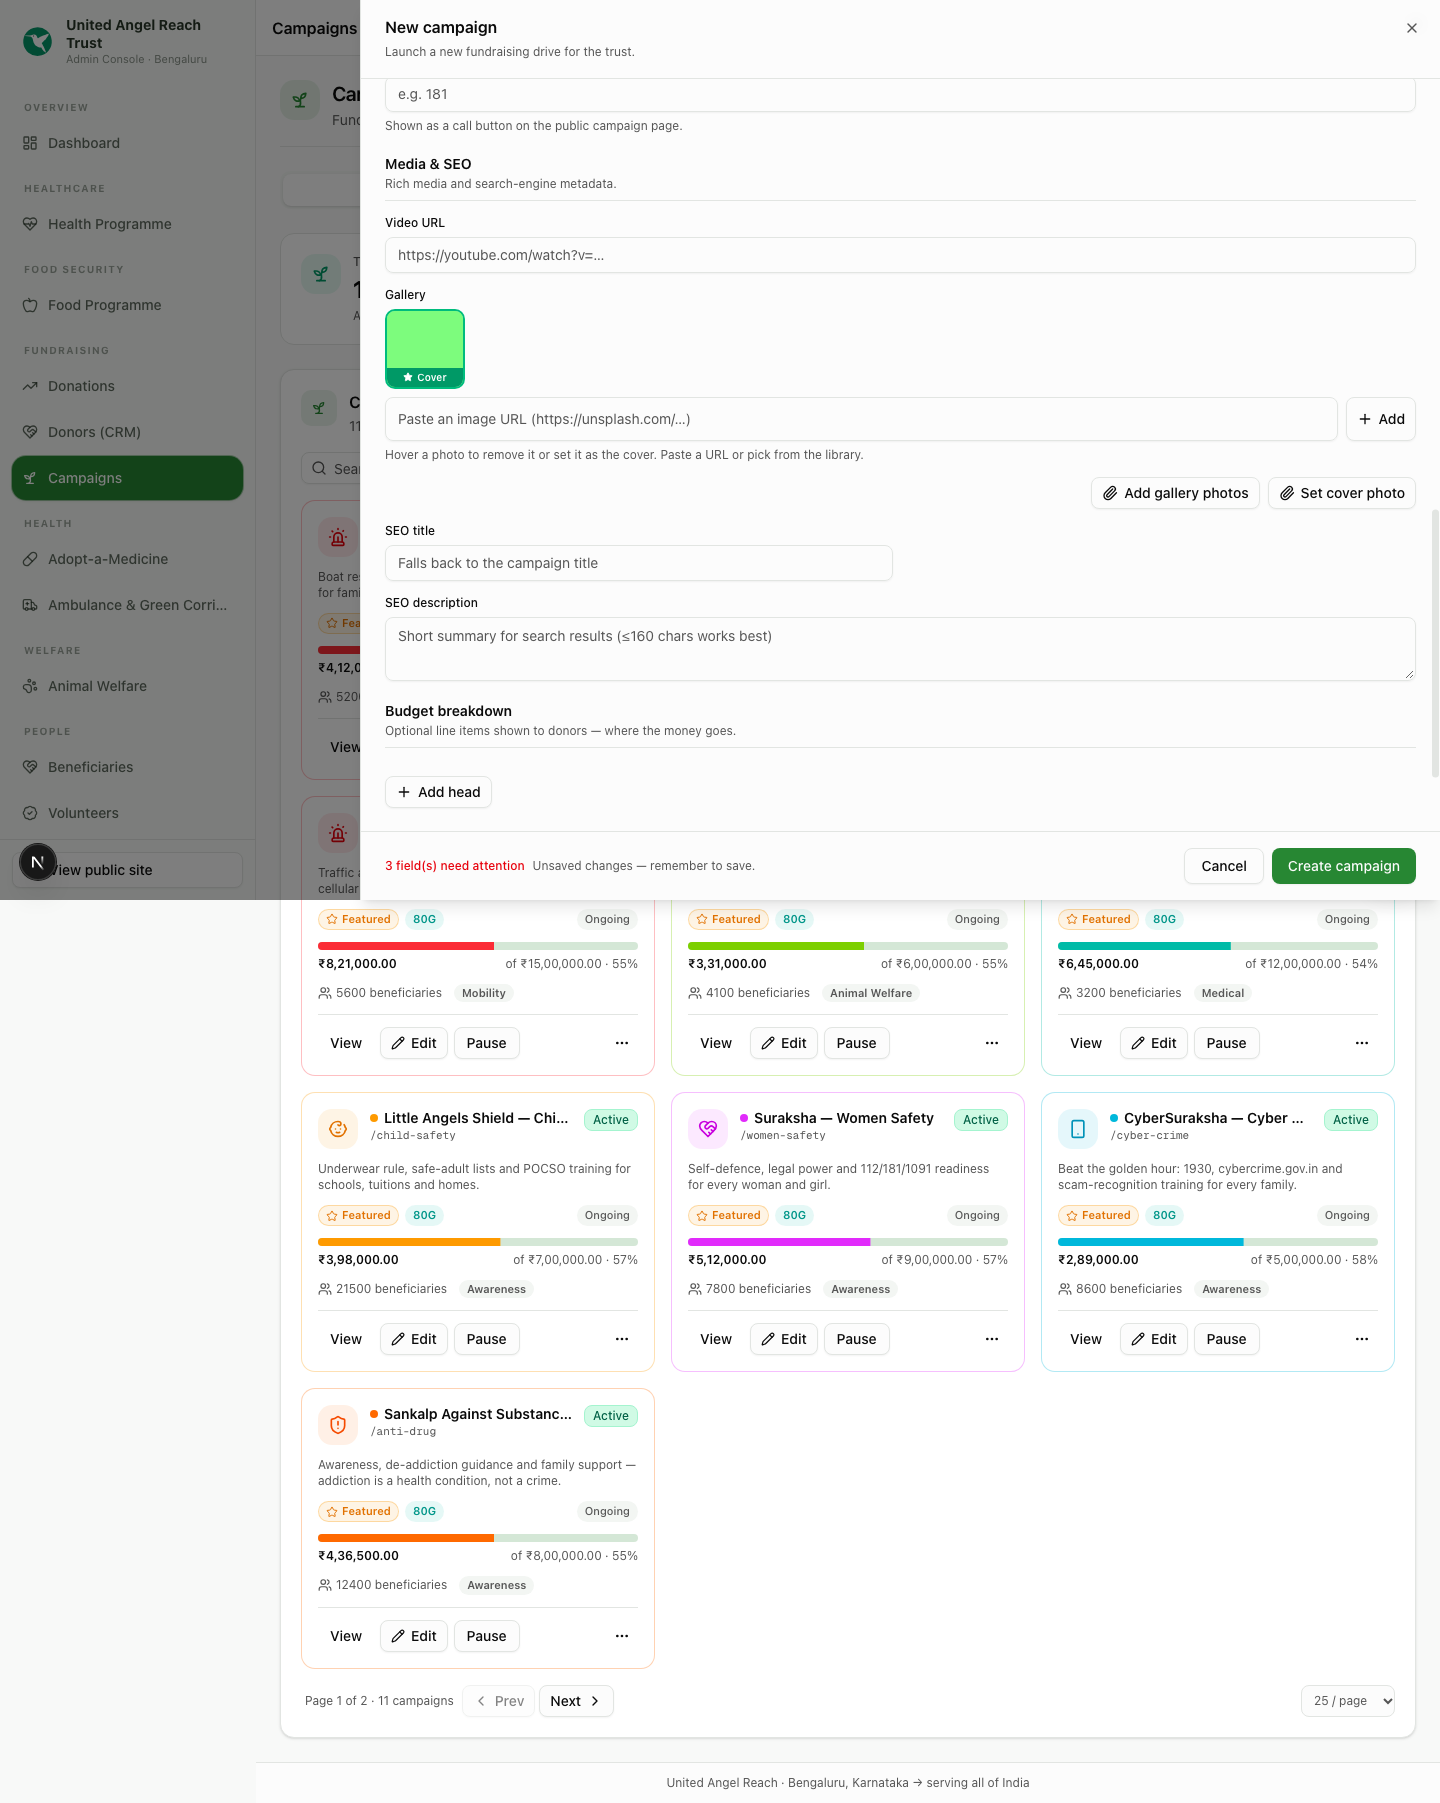 United Angel Reach
Trust
Admin Console · Bengaluru
OVERVIEW
Dashboard
HEALTHCARE
Health Programme
FOOD SECURITY
Food Programme
FUNDRAISING
Donations
Donors (CRM)
Campaigns
HEALTH
Adopt-a-Medicine
Ambulance & Green Corri...
WELFARE
Animal Welfare
PEOPLE
Beneficiaries
Volunteers
N
iew public site
Campaigns
New campaign
Launch a new fundraising drive for the trust.
e.g. 181
Shown as a call button on the public campaign page.
Media & SEO
Rich media and search-engine metadata.
Video URL
https://youtube.com/watch?v=...
Gallery
Cover
Paste an image URL (https://unsplash.com/...)
Add
Hover a photo to remove it or set it as the cover. Paste a URL or pick from the library.
Add gallery photos
Set cover photo
SEO title
Falls back to the campaign title
SEO description
Short summary for search results (≤160 chars works best)
Budget breakdown
Optional line items shown to donors — where the money goes.
Add head
3 field(s) need attention Unsaved changes — remember to save.
Cancel
Create campaign
Boat
for
₹4,12,0
View
Traffic
cellular
Featured 80G Ongoing
₹8,21,000.00 of ₹15,00,000.00 · 55%
5600 beneficiaries Mobility
View Edit Pause ...
Featured 80G Ongoing
₹3,31,000.00 of ₹6,00,000.00 · 55%
4100 beneficiaries Animal Welfare
View Edit Pause ...
Featured 80G Ongoing
₹6,45,000.00 of ₹12,00,000.00 · 54%
3200 beneficiaries Medical
View Edit Pause ...
Little Angels Shield — Chi... Active
/child-safety
Underwear rule, safe-adult lists and POCSO training for
schools, tuitions and homes.
Featured 80G Ongoing
₹3,98,000.00 of ₹7,00,000.00 · 57%
21500 beneficiaries Awareness
View Edit Pause ...
Suraksha — Women Safety Active
/women-safety
Self-defence, legal power and 112/181/1091 readiness
for every woman and girl.
Featured 80G Ongoing
₹5,12,000.00 of ₹9,00,000.00 · 57%
7800 beneficiaries Awareness
View Edit Pause ...
CyberSuraksha — Cyber ... Active
/cyber-crime
Beat the golden hour: 1930, cybercrime.gov.in and
scam-recognition training for every family.
Featured 80G Ongoing
₹2,89,000.00 of ₹5,00,000.00 · 58%
8600 beneficiaries Awareness
View Edit Pause ...
Sankalp Against Substanc... Active
/anti-drug
Awareness, de-addiction guidance and family support —
addiction is a health condition, not a crime.
Featured 80G Ongoing
₹4,36,500.00 of ₹8,00,000.00 · 55%
12400 beneficiaries Awareness
View Edit Pause ...
Page 1 of 2 · 11 campaigns Prev Next
25 / page
United Angel Reach · Bengaluru, Karnataka → serving all of India